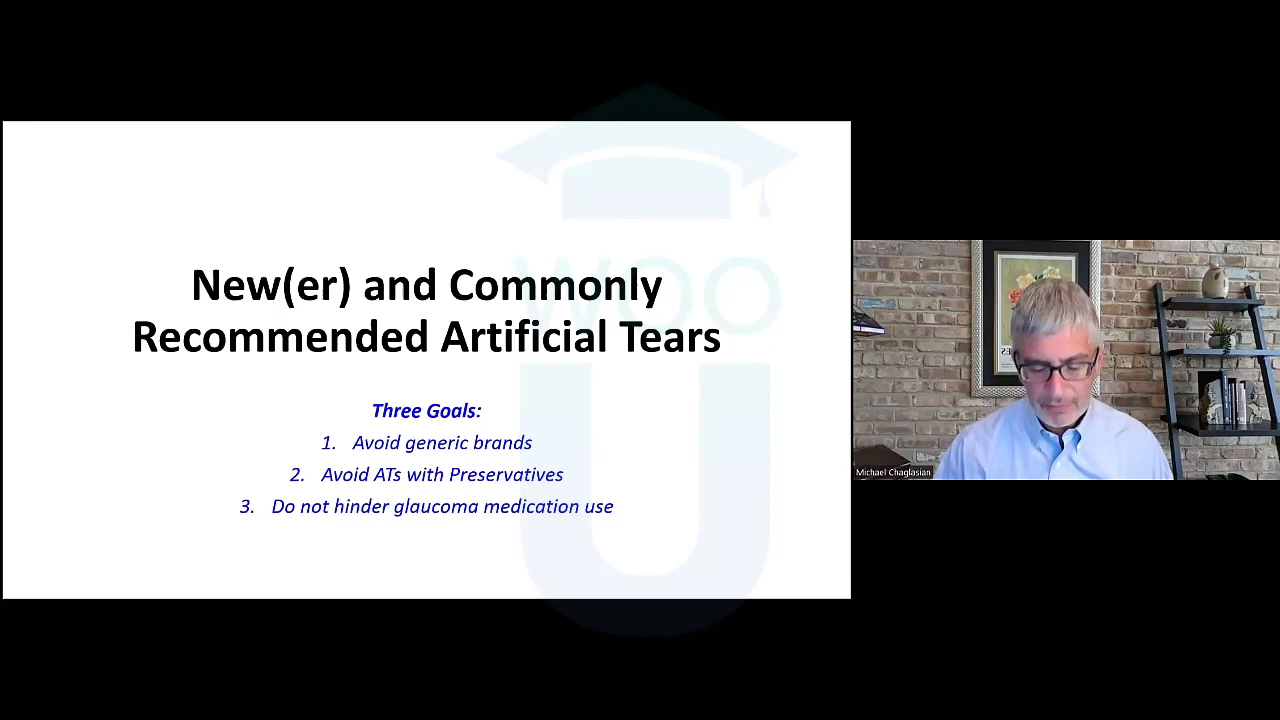 New(er) and Commonly
Recommended Artificial Tears
Three Goals:
1. Avoid generic brands
2. Avoid ATs with Preservatives
3. Do not hinder glaucoma medication use
WOO
U
Michael Chaglasian